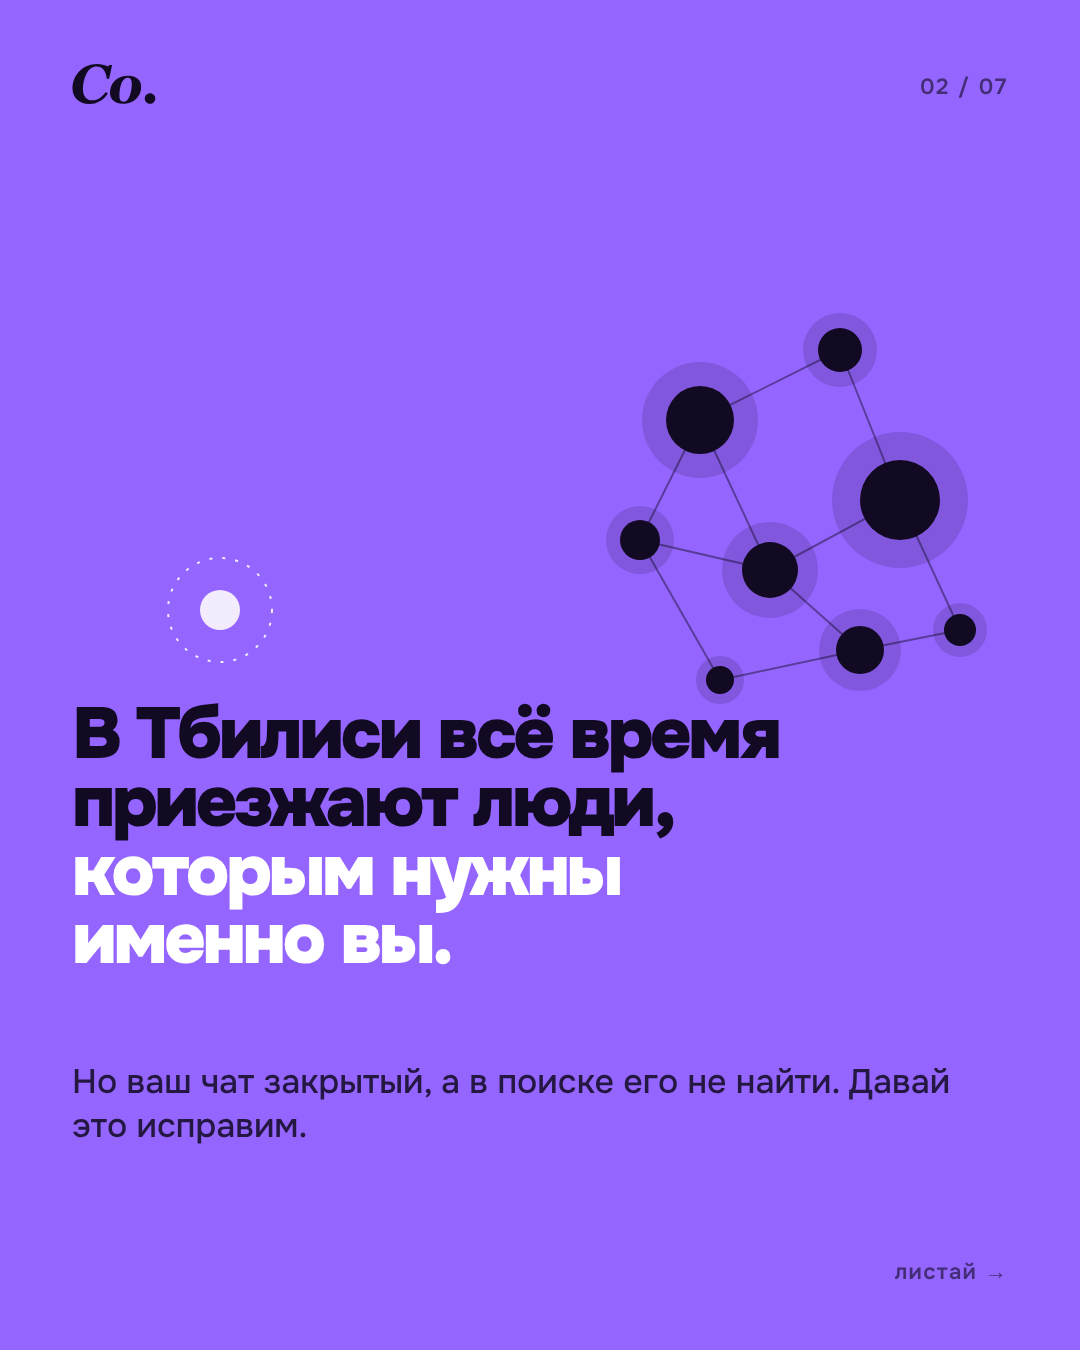 Co.
02 / 07
В Тбилиси всё время
приезжают люди,
которым нужны
именно вы.
Но ваш чат закрытый, а в поиске его не найти. Давай
это исправим.
листай →